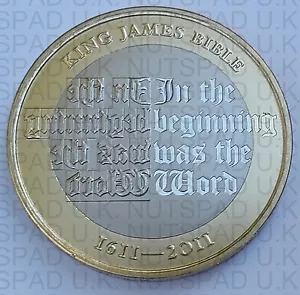 KING JAMES BIBLE
In the
beginning
was the
Word
1611—2011